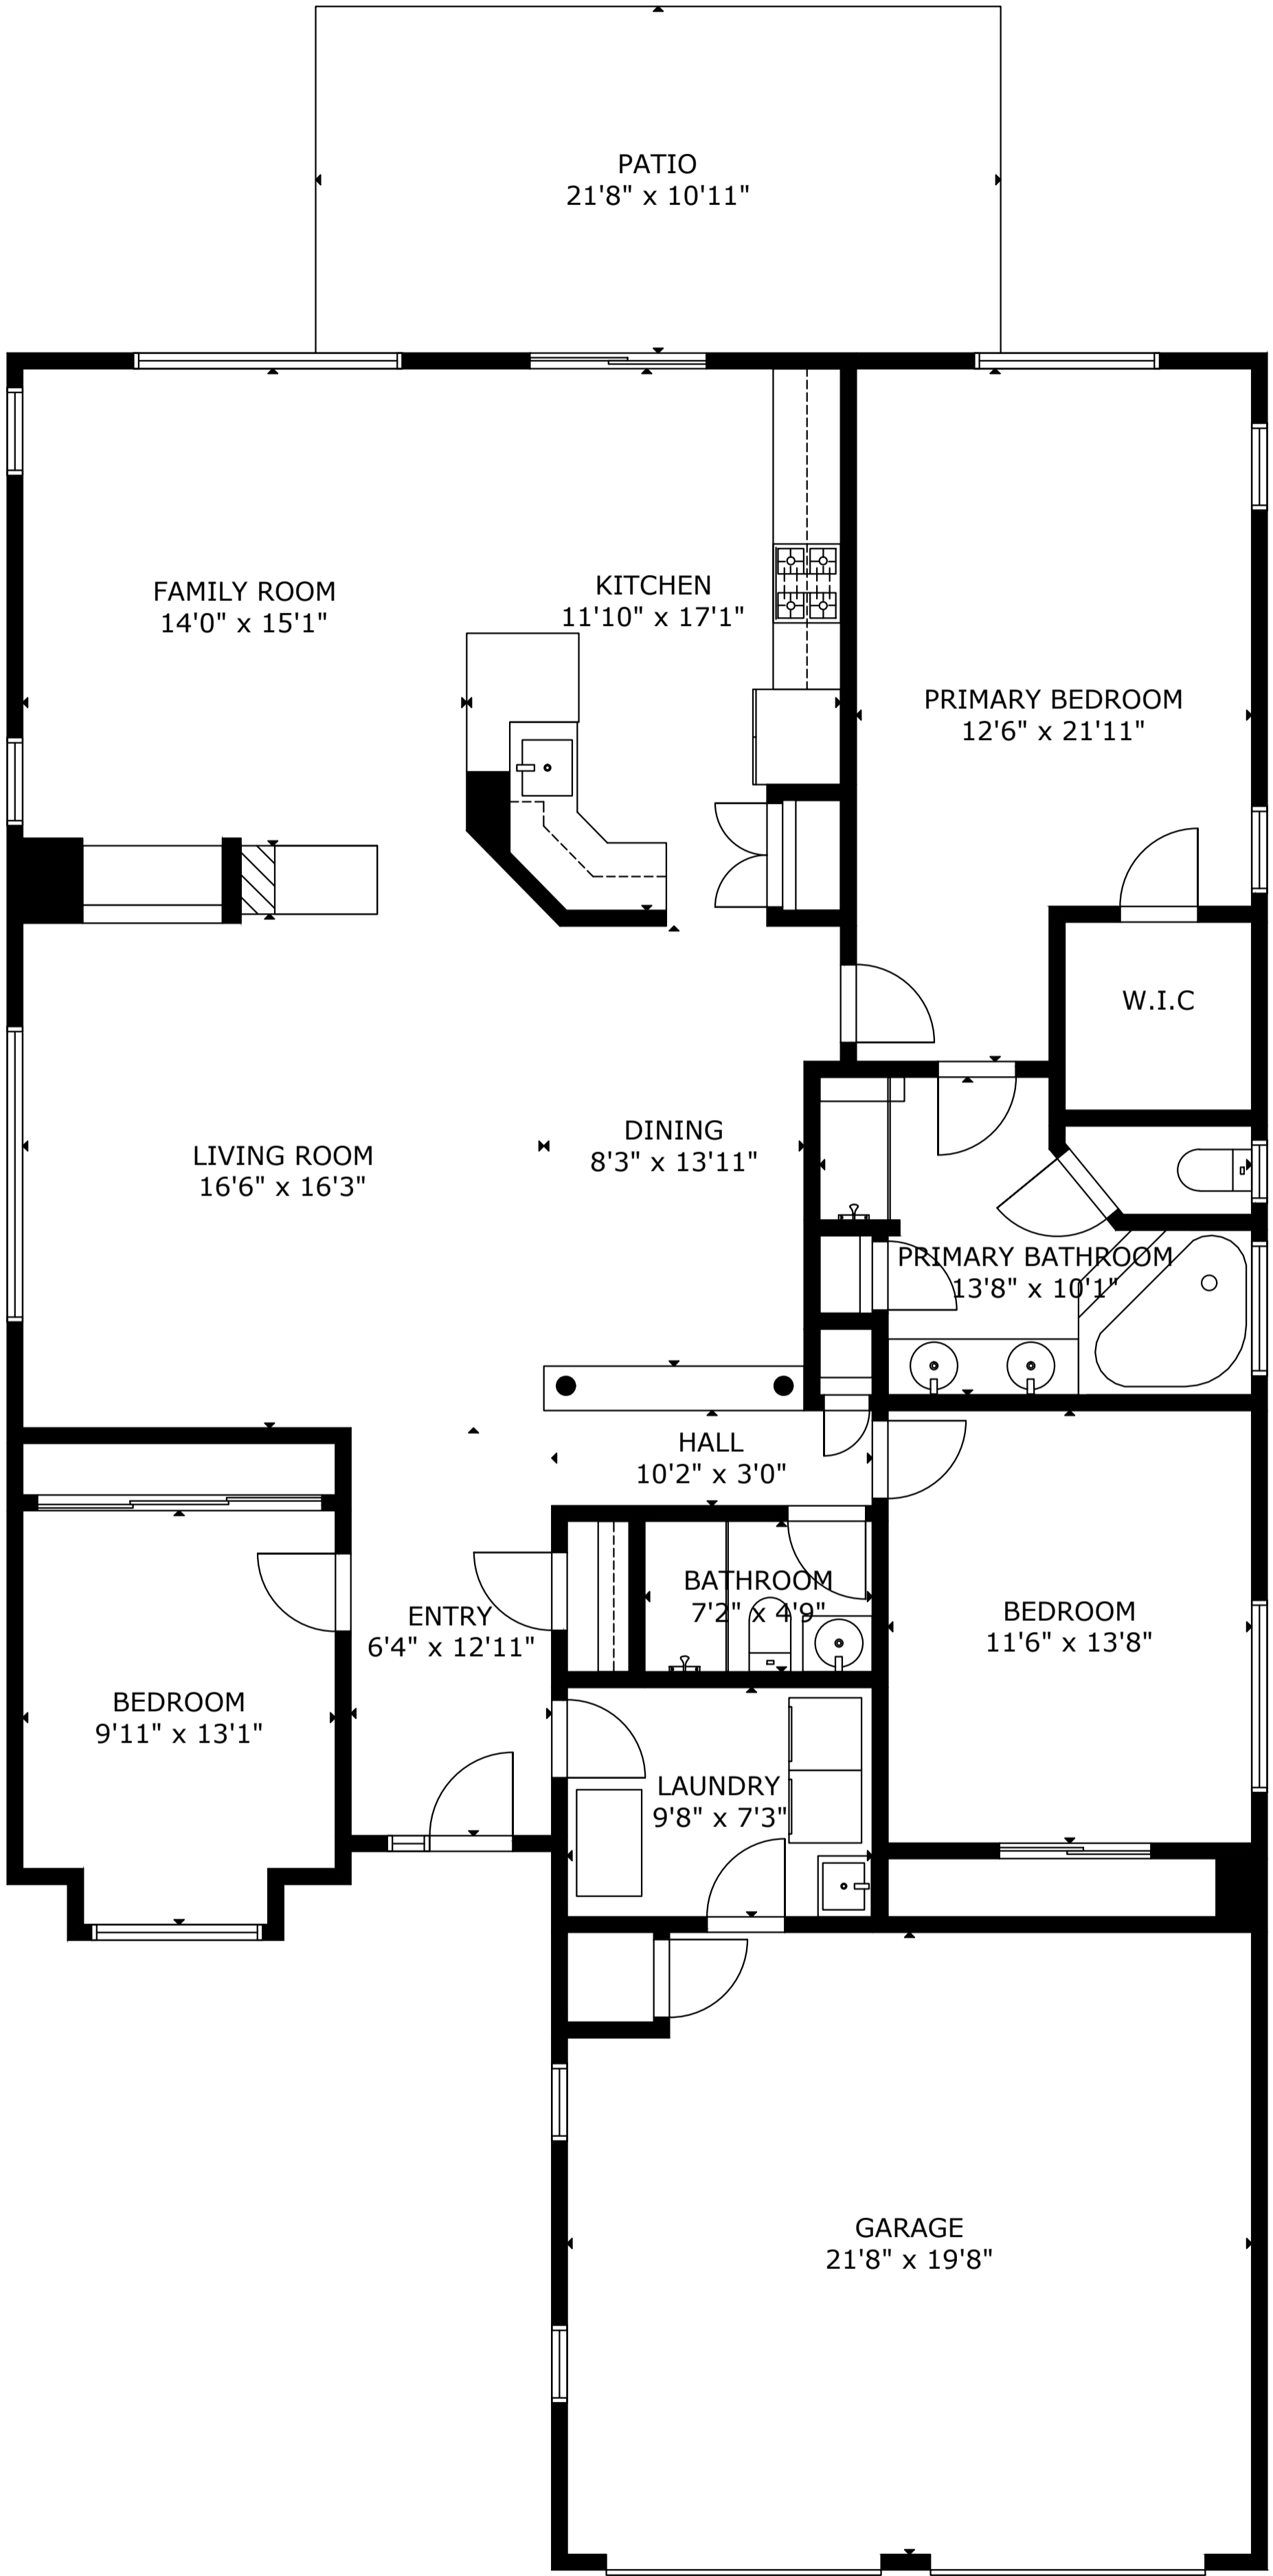 PATIO
21'8" x 10'11"
FAMILY ROOM
14'0" x 15'1"
KITCHEN
11'10" x 17'1"
PRIMARY BEDROOM
12'6" x 21'11"
W.I.C
LIVING ROOM
16'6" x 16'3"
DINING
8'3" x 13'11"
PRIMARY BATHROOM
13'8" x 10'1"
HALL
10'2" x 3'0"
BATHROOM
7'2" x 4'9"
ENTRY
6'4" x 12'11"
BEDROOM
11'6" x 13'8"
BEDROOM
9'11" x 13'1"
LAUNDRY
9'8" x 7'3"
GARAGE
21'8" x 19'8"